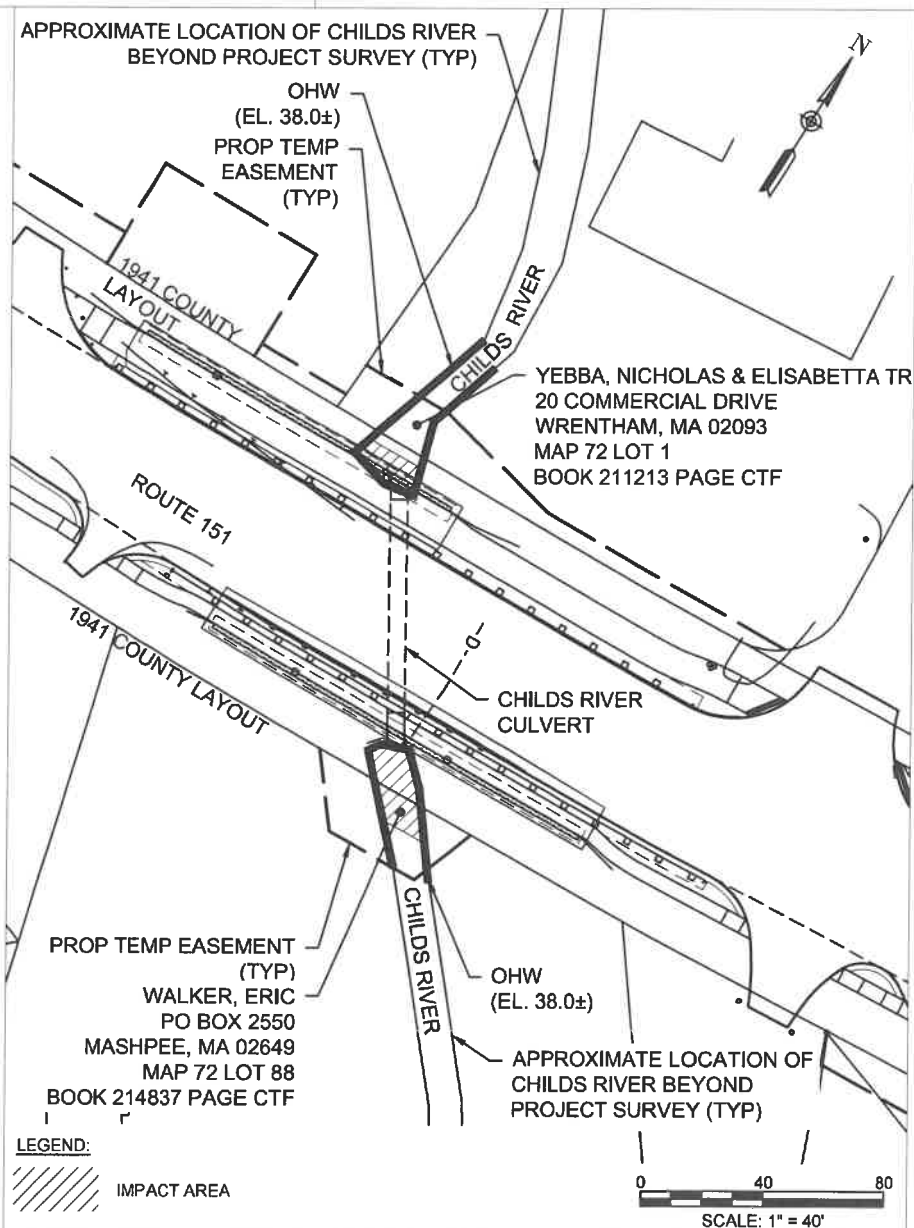 APPROXIMATE LOCATION OF CHILDS RIVER
BEYOND PROJECT SURVEY (TYP)
N
OHW
(EL. 38.0±)
PROP TEMP
EASEMENT
(TYP)
1941 COUNTY
LAYOUT
CHILDS RIVER
YEBBA, NICHOLAS & ELISABETTA TR
20 COMMERCIAL DRIVE
WRENTHAM, MA 02093
MAP 72 LOT 1
BOOK 211213 PAGE CTF
ROUTE 151
1941 COUNTY LAYOUT
D
CHILDS RIVER
CULVERT
PROP TEMP EASEMENT
(TYP)
WALKER, ERIC
PO BOX 2550
MASHPEE, MA 02649
MAP 72 LOT 88
BOOK 214837 PAGE CTF
CHILDS RIVER
OHW
(EL. 38.0±)
APPROXIMATE LOCATION OF
CHILDS RIVER BEYOND
PROJECT SURVEY (TYP)
LEGEND:
IMPACT AREA
0 40 80
SCALE: 1" = 40'